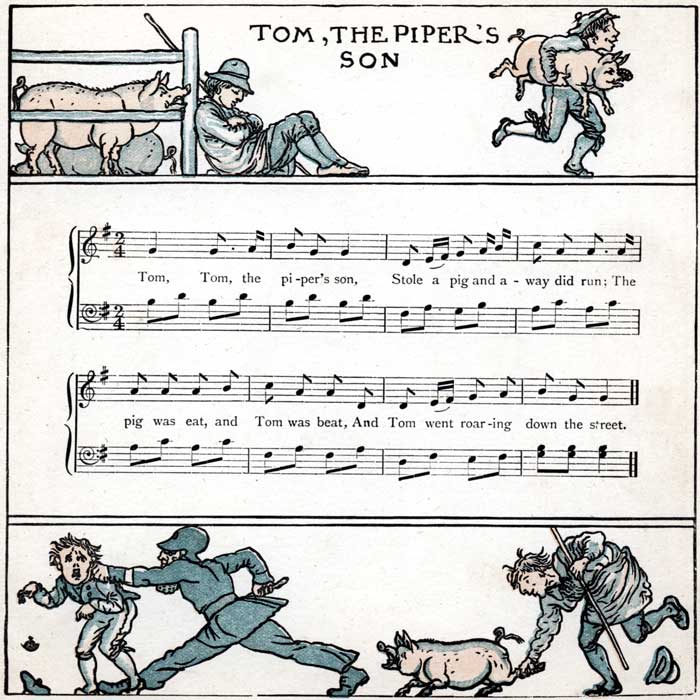 TOM, THE PIPER'S
SON
Tom, Tom, the pi-per's son, Stole a pig and a - way did run; The
pig was eat, and Tom was beat, And Tom went roar-ing down the street.